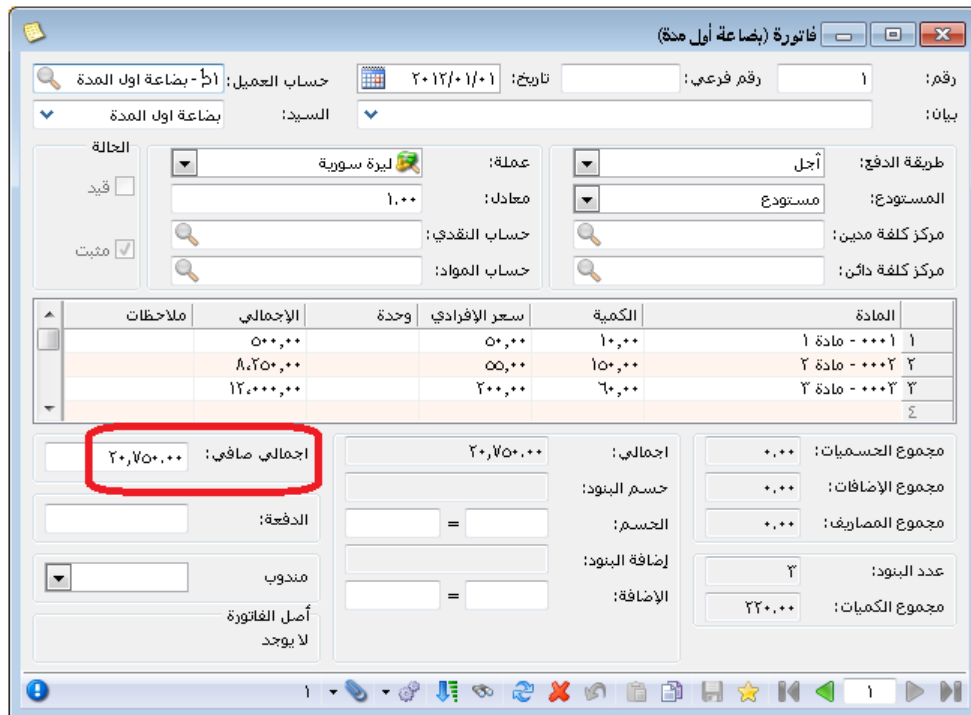 فاتورة (بضاعة أول مدة)
رقم: ١ رقم فرعي: تاريخ: ٢٠١٢/٠١/٠١ حساب العميل: ١د - بضاعة اول المدة
بيان: السيد: بضاعة اول المدة
طريقة الدفع: آجل عملة: ليرة سورية الحالة
المستودع: مستودع معادل: ١.٠٠ قيد
مركز كلفة مدين: حساب النقدي: مثبت
مركز كلفة دائن: حساب المواد:
المادة الكمية سعر الإفرادي وحدة الإجمالي ملاحظات
١ ٠٠٠١ - مادة ١ ١٠,٠٠ ٥٠,٠٠ ٥٠٠,٠٠
٢ ٠٠٠٢ - مادة ٢ ١٥٠,٠٠ ٥٥,٠٠ ٨،٢٥٠,٠٠
٣ ٠٠٠٣ - مادة ٣ ٦٠,٠٠ ٢٠٠,٠٠ ١٢،٠٠٠,٠٠
٤
مجموع الحسميات: ٠.٠٠ اجمالي: ٢٠,٧٥٠.٠٠ اجمالي صافي: ٢٠,٧٥٠.٠٠
مجموع الإضافات: ٠.٠٠ حسم البنود:
مجموع المصاريف: ٠.٠٠ الحسم: = الدفعة:
عدد البنود: ٣ إضافة البنود: مندوب
مجموع الكميات: ٢٢٠.٠٠ الإضافة: = أصل الفاتورة
لا يوجد
١ ١